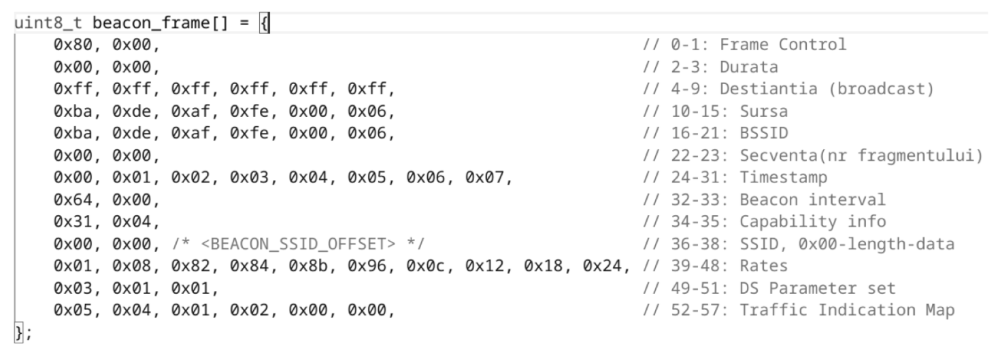 uint8_t beacon_frame[] = {
    0x80, 0x00,                                                 // 0-1: Frame Control
    0x00, 0x00,                                                 // 2-3: Durata
    0xff, 0xff, 0xff, 0xff, 0xff, 0xff,                         // 4-9: Destiantia (broadcast)
    0xba, 0xde, 0xaf, 0xfe, 0x00, 0x06,                         // 10-15: Sursa
    0xba, 0xde, 0xaf, 0xfe, 0x00, 0x06,                         // 16-21: BSSID
    0x00, 0x00,                                                 // 22-23: Secventa(nr fragmentului)
    0x00, 0x01, 0x02, 0x03, 0x04, 0x05, 0x06, 0x07,             // 24-31: Timestamp
    0x64, 0x00,                                                 // 32-33: Beacon interval
    0x31, 0x04,                                                 // 34-35: Capability info
    0x00, 0x00, /* <BEACON_SSID_OFFSET> */                      // 36-38: SSID, 0x00-length-data
    0x01, 0x08, 0x82, 0x84, 0x8b, 0x96, 0x0c, 0x12, 0x18, 0x24, // 39-48: Rates
    0x03, 0x01, 0x01,                                           // 49-51: DS Parameter set
    0x05, 0x04, 0x01, 0x02, 0x00, 0x00,                         // 52-57: Traffic Indication Map
};